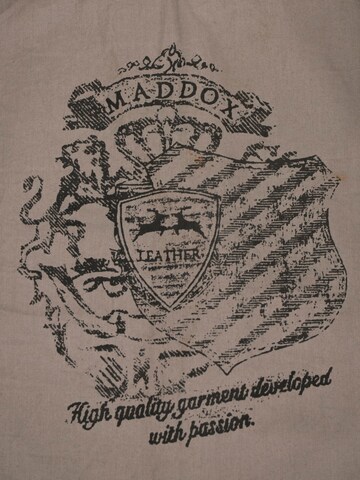 MADDOX
LEATHER
High quality garment developed
with passion.